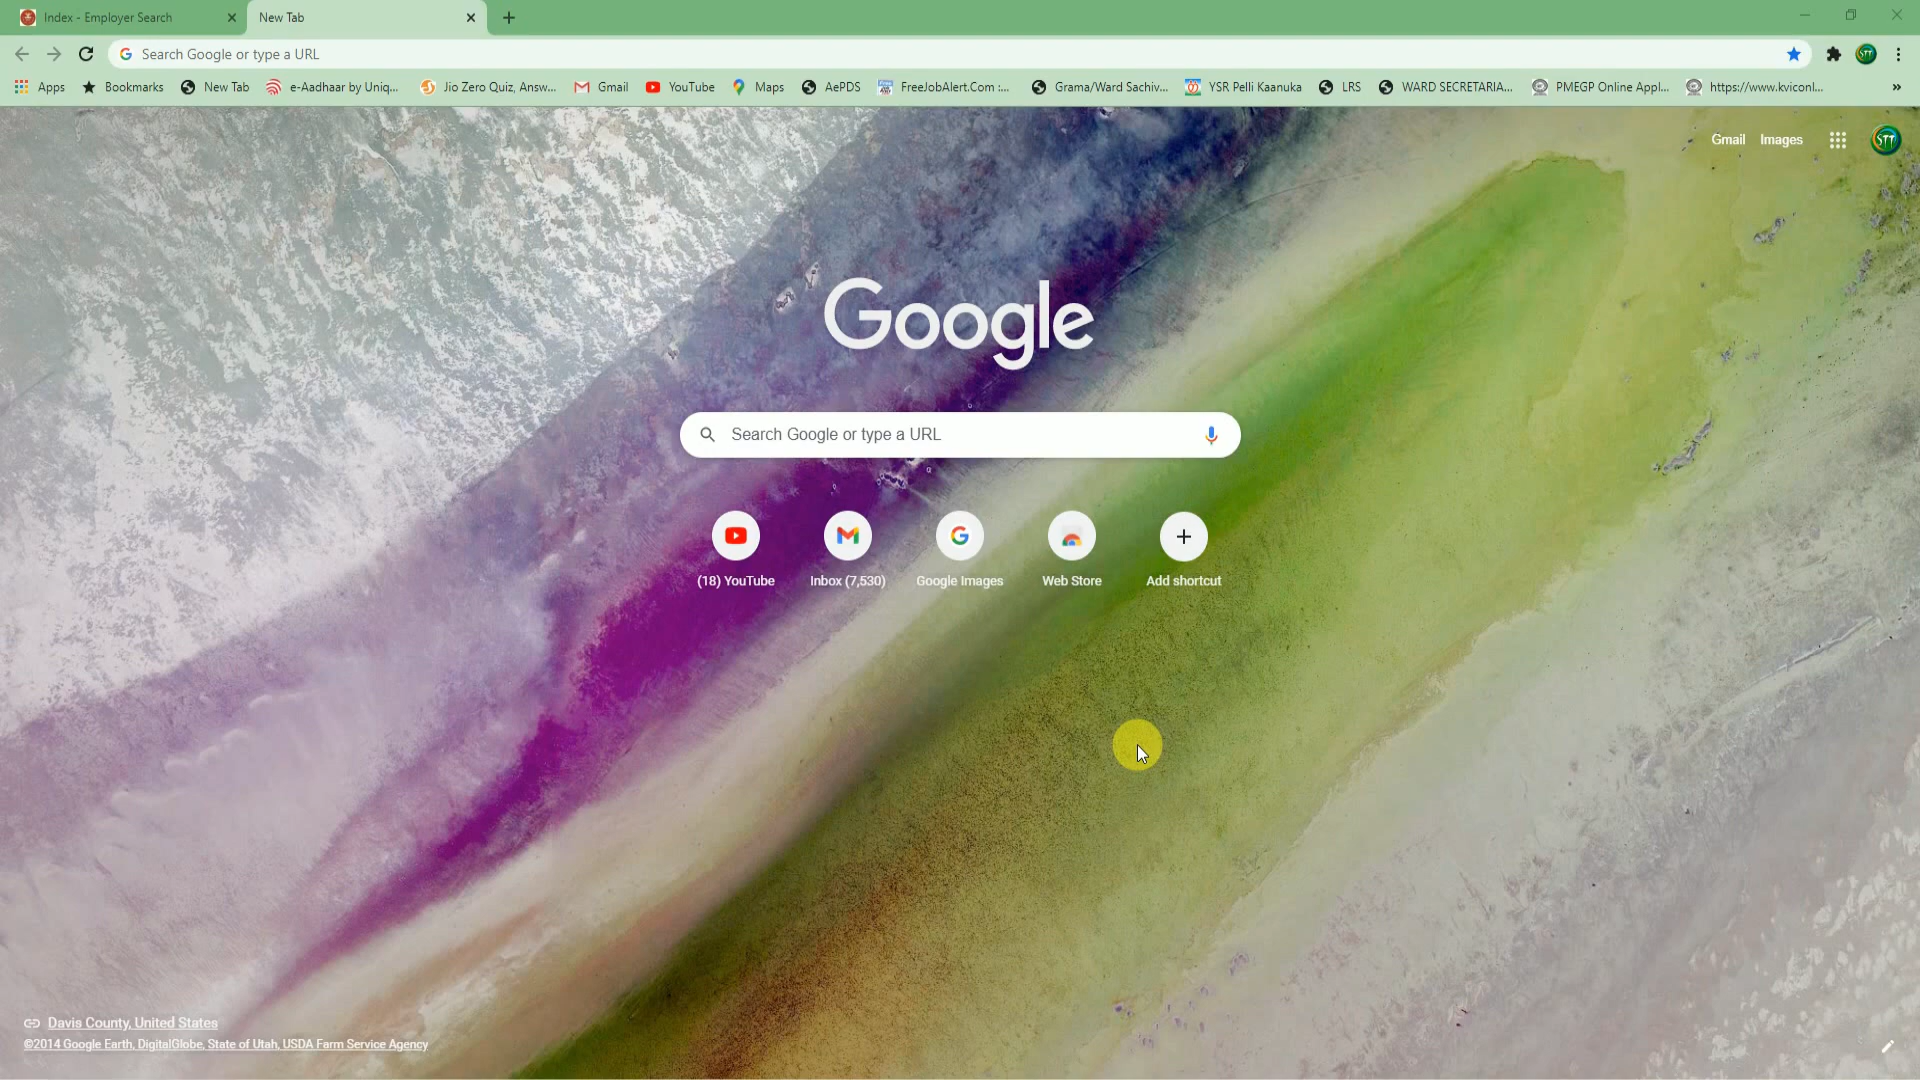 Index - Employer Search
New Tab
Search Google or type a URL
Apps Bookmarks New Tab e-Aadhaar by Uniq... Jio Zero Quiz, Answ... Gmail YouTube Maps AePDS FreeJobAlert.Com :... Grama/Ward Sachiv... YSR Pelli Kaanuka LRS WARD SECRETARIA... PMEGP Online Appl... https://www.kviconl... »
Gmail Images STT
Google
Search Google or type a URL
(18) YouTube Inbox (7,530) Google Images Web Store Add shortcut
Davis County, United States
©2014 Google Earth, DigitalGlobe, State of Utah, USDA Farm Service Agency